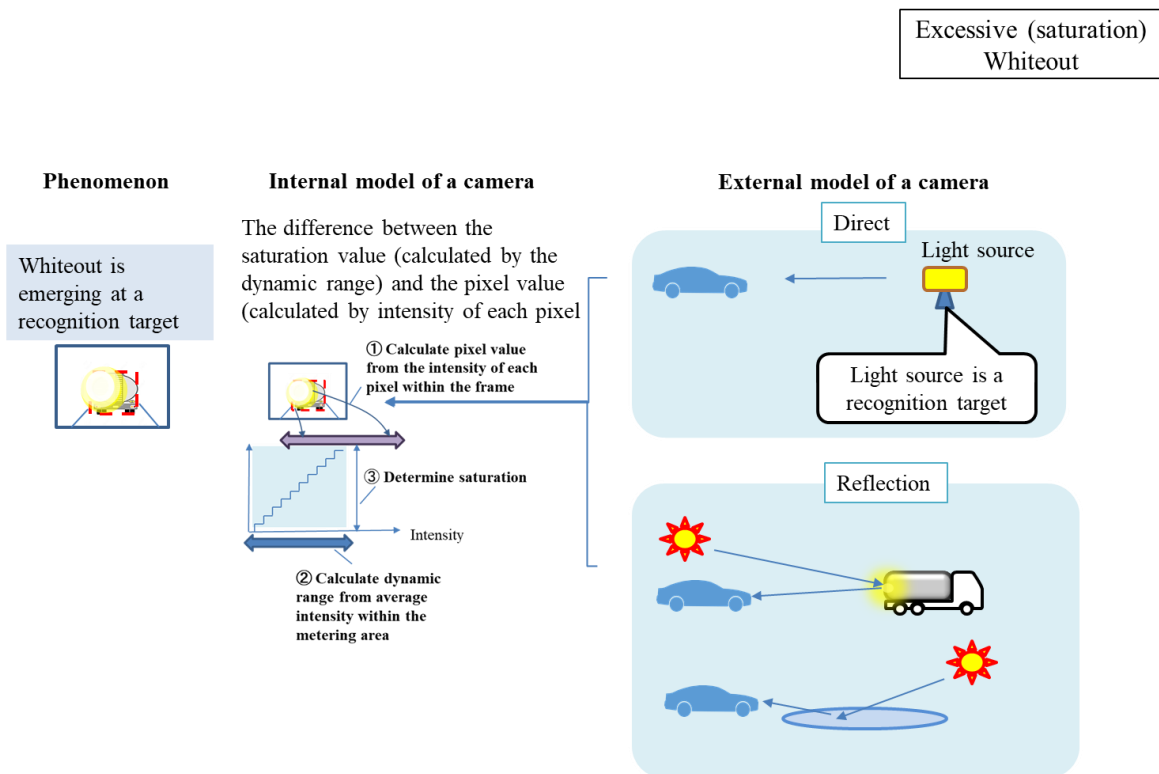 Excessive (saturation)
Whiteout
Phenomenon
Internal model of a camera
External model of a camera
Whiteout is
emerging at a
recognition target
The difference between the
saturation value (calculated by the
dynamic range) and the pixel value
(calculated by intensity of each pixel
① Calculate pixel value
from the intensity of each
pixel within the frame
③ Determine saturation
Intensity
② Calculate dynamic
range from average
intensity within the
metering area
Direct
Light source
Light source is a
recognition target
Reflection